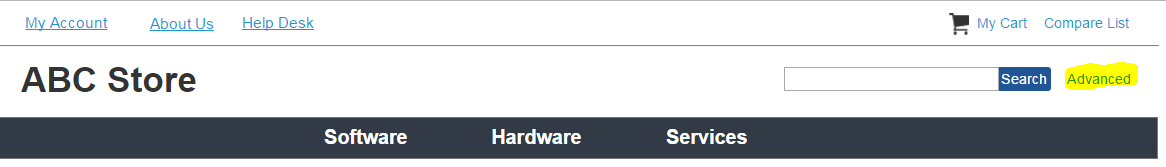 My Account About Us Help Desk My Cart Compare List
ABC Store Search Advanced
Software Hardware Services